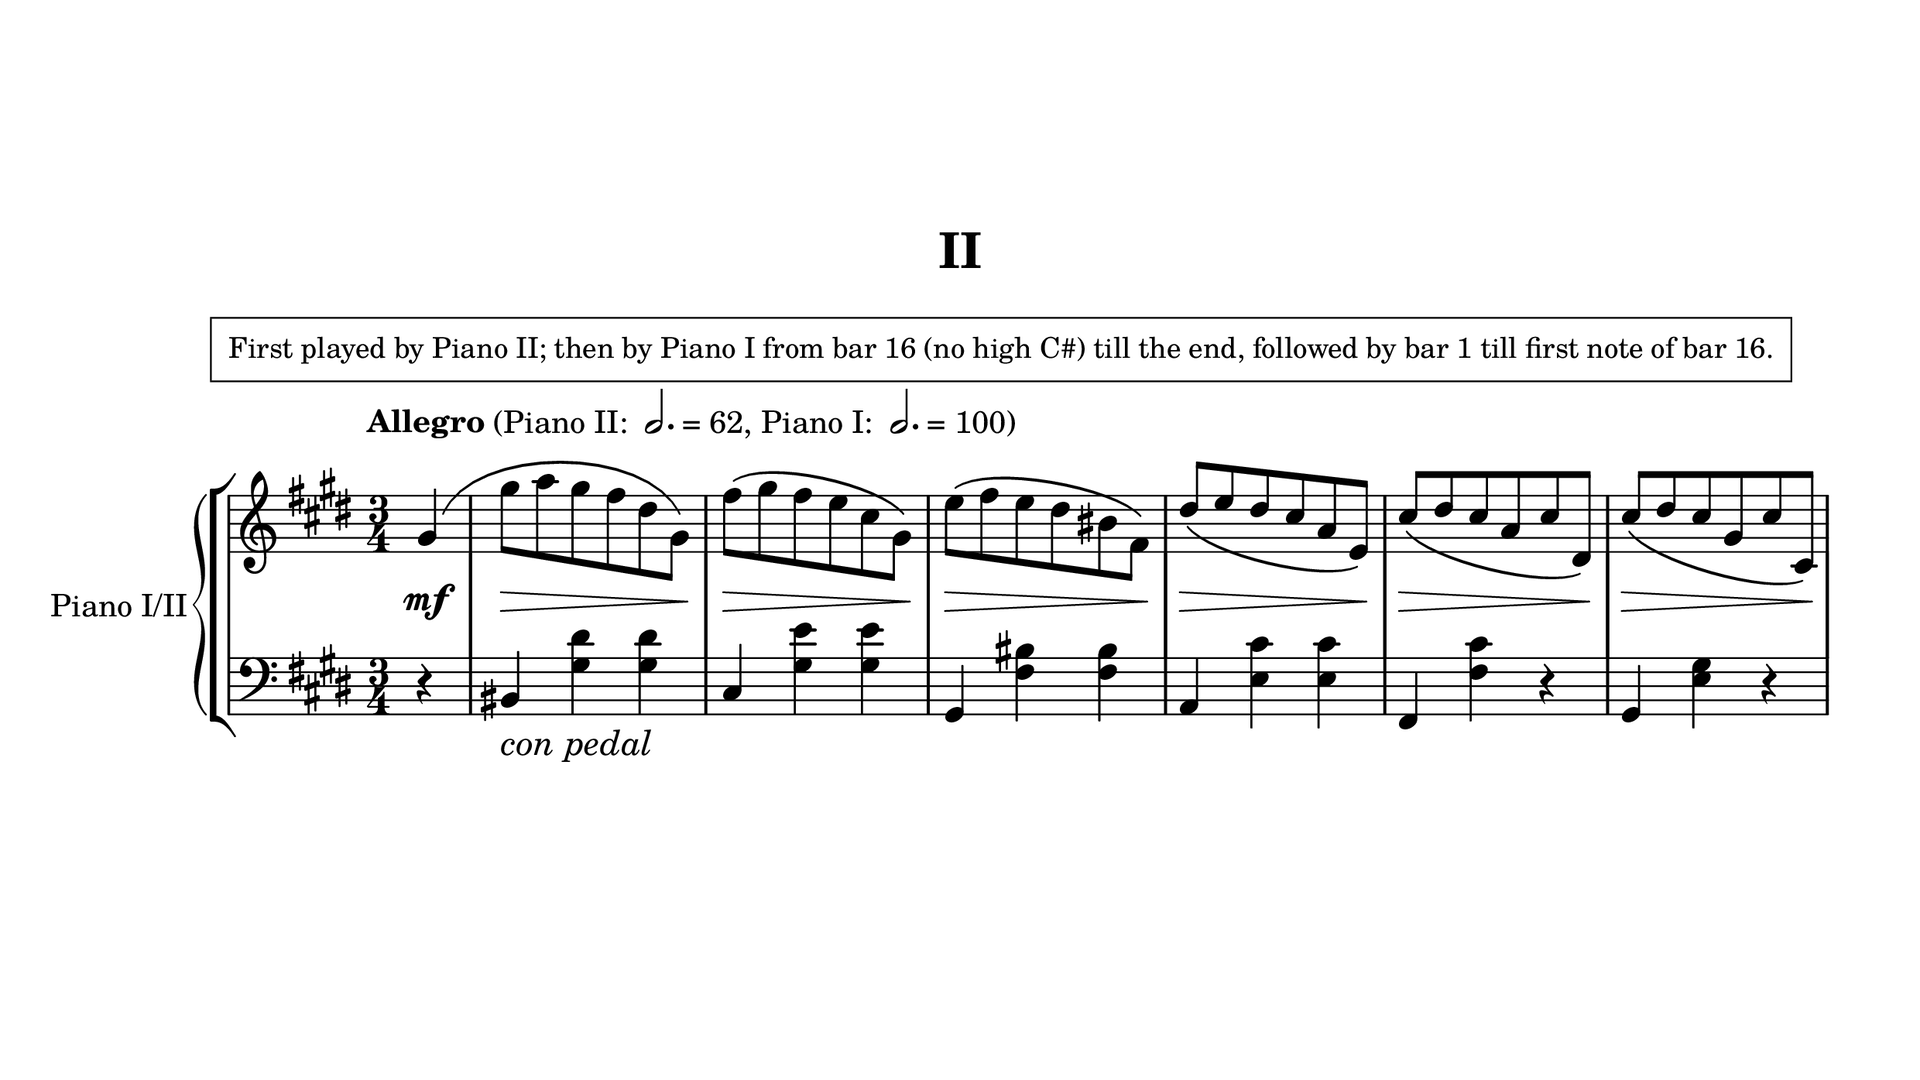 II
First played by Piano II; then by Piano I from bar 16 (no high C#) till the end, followed by bar 1 till first note of bar 16.
Allegro (Piano II: 𝅗𝅥. = 62, Piano I: 𝅗𝅥. = 100)
3
4
mf
Piano I/II
3
4
con pedal